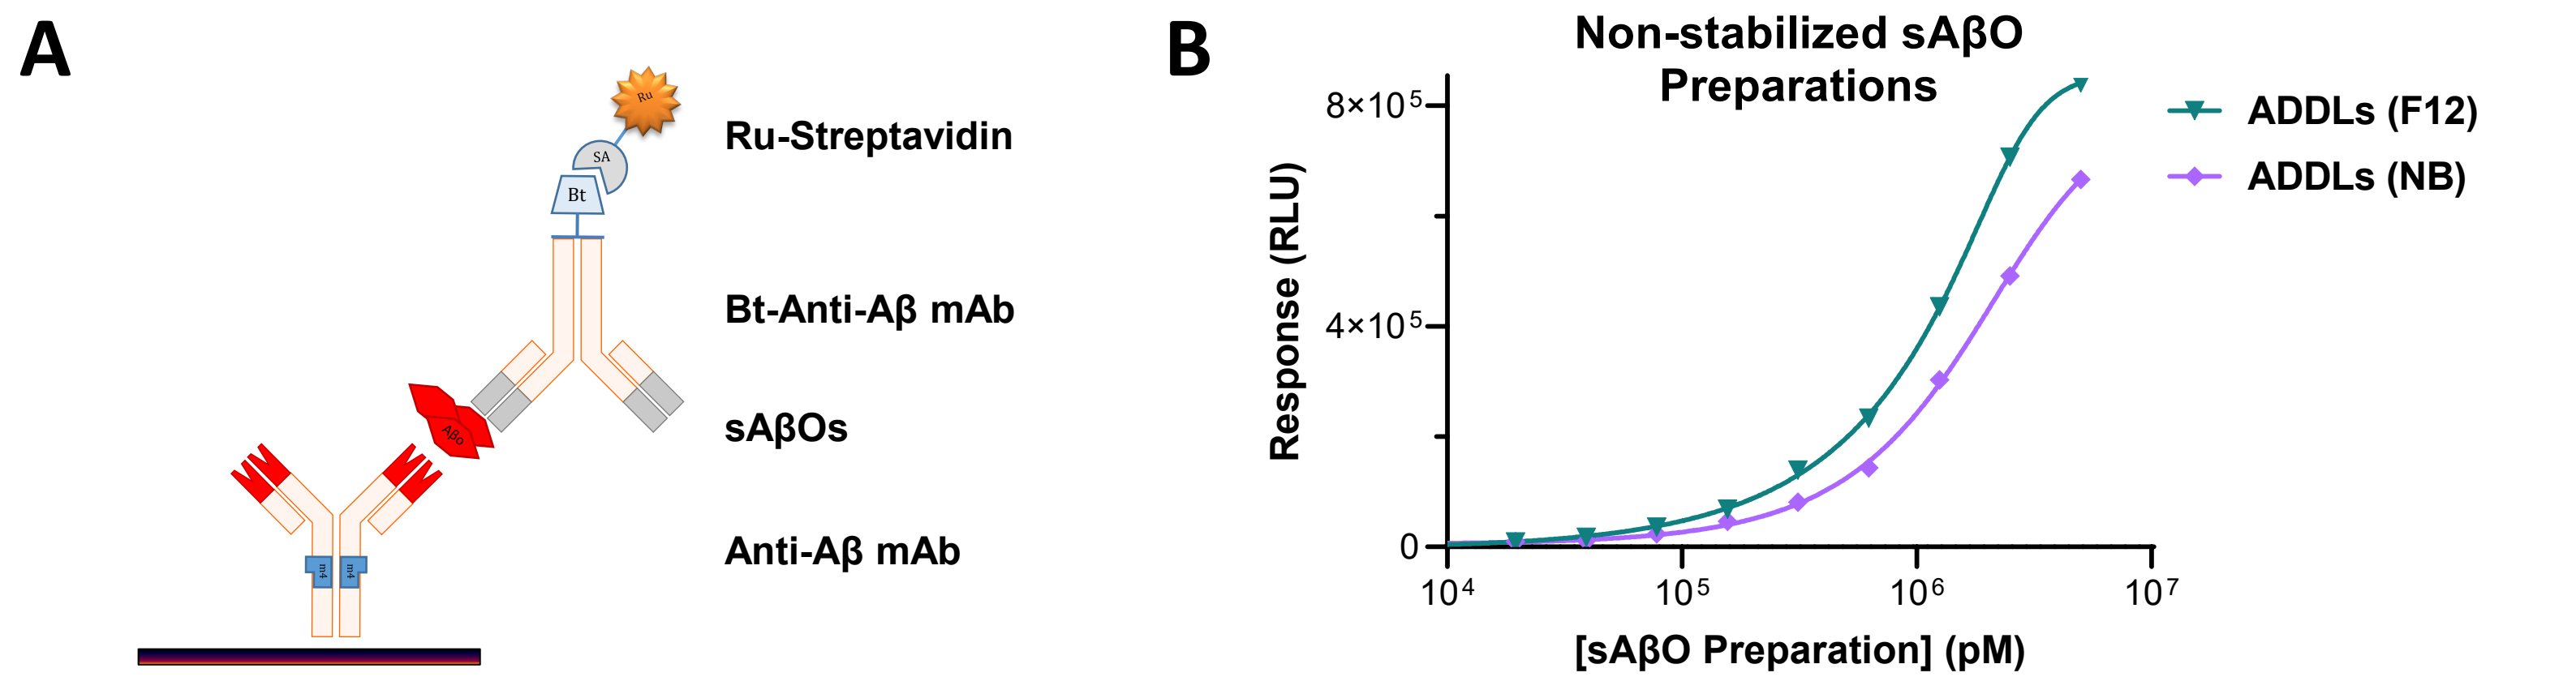 A
Ru
SA
Bt
Aβo
m4 m4
Ru-Streptavidin
Bt-Anti-Aβ mAb
sAβOs
Anti-Aβ mAb
B
Non-stabilized sAβO
Preparations
Response (RLU)
8×10⁵
4×10⁵
0
10⁴ 10⁵ 10⁶ 10⁷
[sAβO Preparation] (pM)
ADDLs (F12)
ADDLs (NB)